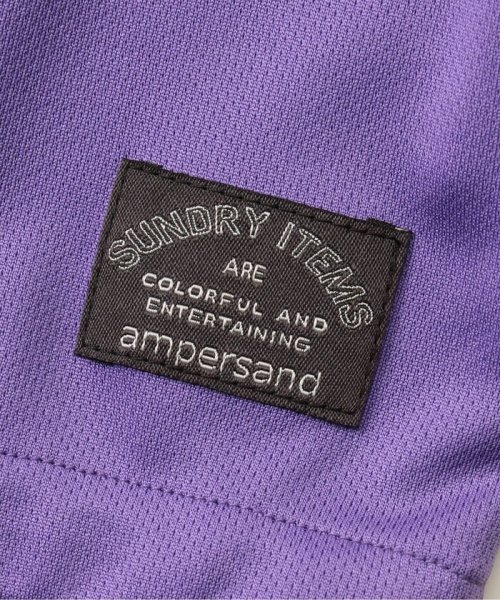 SUNDRY ITEMS
ARE
COLORFUL AND
ENTERTAINING
ampersand